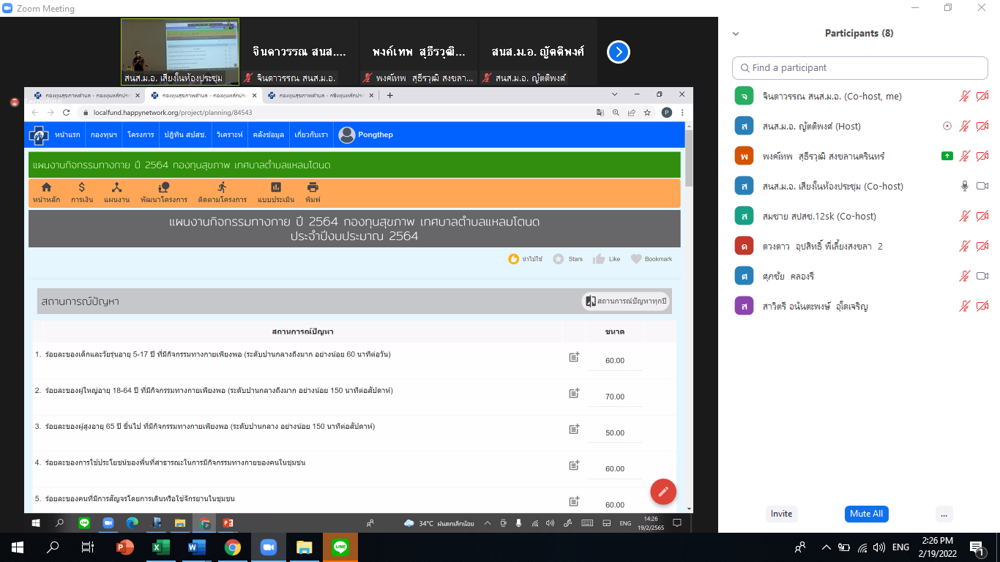 Zoom Meeting
จินดาวรรณ สนส....
พงค์เทพ สุธีรวุฒิ...
สนส.ม.อ. ญัตติพงศ์
สนส.ม.อ. เสียงในห้องประชุม
จินดาวรรณ สนส.ม.อ.
พงค์เทพ สุธีรวุฒิ สงขลา...
สนส.ม.อ. ญัตติพงศ์
Participants (8)
Find a participant
จ จินดาวรรณ สนส.ม.อ. (Co-host, me)
ส สนส.ม.อ. ญัตติพงศ์ (Host)
พ พงค์เทพ สุธีรวุฒิ สงขลานครินทร์
ส สนส.ม.อ. เสียงในห้องประชุม (Co-host)
ส สมชาย สปสช.12sk (Co-host)
ด ดวงดาว อุปสิทธิ์ พี่เลี้ยงสงขลา 2
ศ ศุภชัย คลองรี
ส สาวิตรี อนันตะพงษ์ อุไดเจริญ
Invite
Mute All
...
กองทุนสุขภาพตำบล - กองทุนหลักประ
กองทุนสุขภาพตำบล - กองทุนหลักประ
กองทุนสุขภาพตำบล - กองทุนหลักประ
localfund.happynetwork.org/project/planning/84543
P
หน้าแรก กองทุนฯ โครงการ ปฏิทิน สปสช. วิเคราะห์ คลังข้อมูล เกี่ยวกับเรา Pongthep
แผนงานกิจกรรมทางกาย ปี 2564 กองทุนสุขภาพ เทศบาลตำบลแหลมโตนด
หน้าหลัก การเงิน แผนงาน พัฒนาโครงการ ติดตามโครงการ แบบประเมิน พิมพ์
แผนงานกิจกรรมทางกาย ปี 2564 กองทุนสุขภาพ เทศบาลตำบลแหลมโตนด
ประจำปีงบประมาณ 2564
นำไปใช้ Stars Like Bookmark
สถานการณ์ปัญหา สถานการณ์ปัญหาทุกปี
สถานการณ์ปัญหา ขนาด
1. ร้อยละของเด็กและวัยรุ่นอายุ 5-17 ปี ที่มีกิจกรรมทางกายเพียงพอ (ระดับปานกลางถึงมาก อย่างน้อย 60 นาทีต่อวัน) 60.00
2. ร้อยละของผู้ใหญ่อายุ 18-64 ปี ที่มีกิจกรรมทางกายเพียงพอ (ระดับปานกลางถึงมาก อย่างน้อย 150 นาทีต่อสัปดาห์) 70.00
3. ร้อยละของผู้สูงอายุ 65 ปี ขึ้นไป ที่มีกิจกรรมทางกายเพียงพอ (ระดับปานกลาง อย่างน้อย 150 นาทีต่อสัปดาห์) 50.00
4. ร้อยละของการใช้ประโยชน์ของพื้นที่สาธารณะในการมีกิจกรรมทางกายของคนในชุมชน 60.00
5. ร้อยละของคนที่มีการสัญจรโดยการเดินหรือใช้จักรยานในชุมชน 60.00
34°C ฝนตกเล็กน้อย ENG 14:26
19/2/2565
ENG 2:26 PM
2/19/2022
1